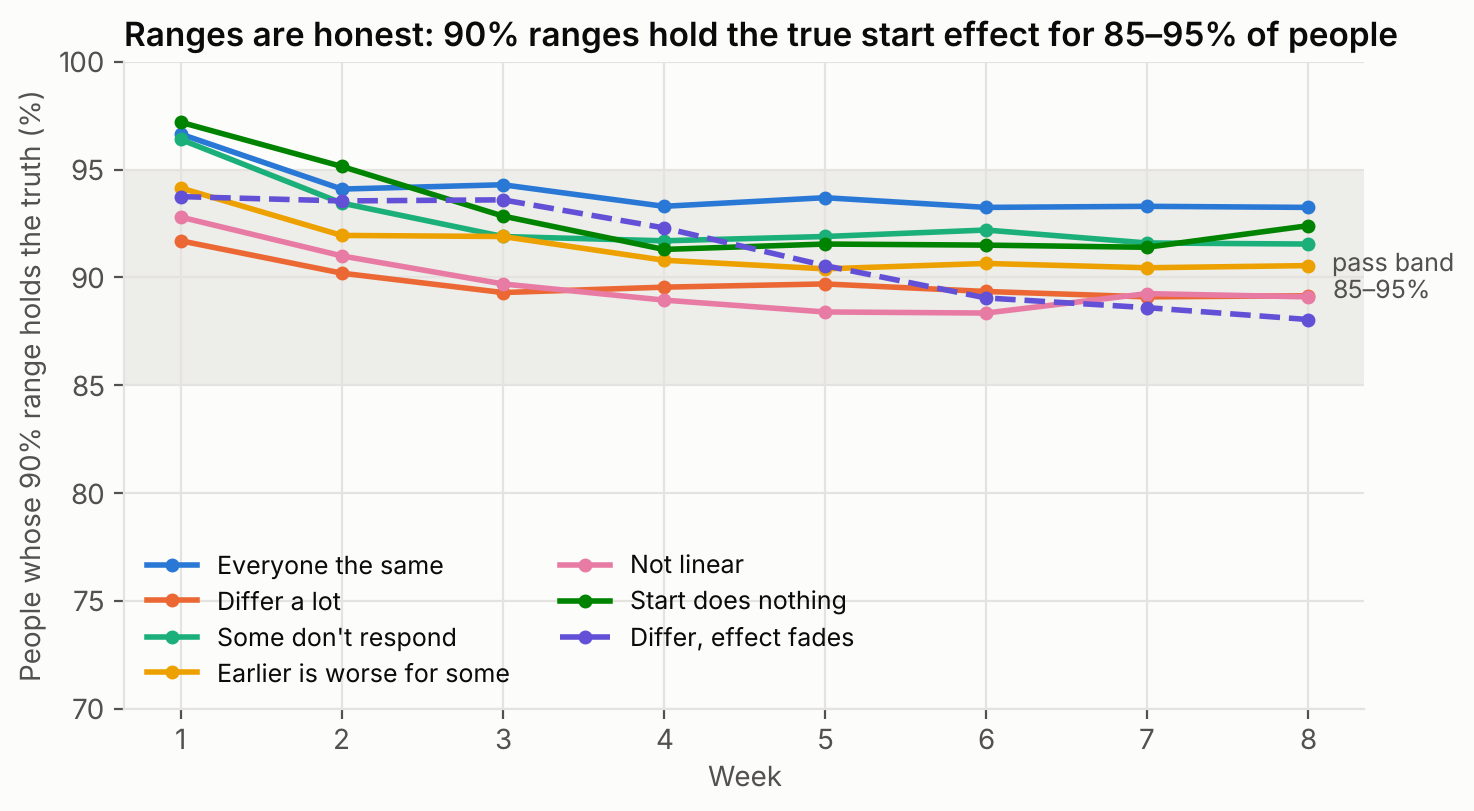 Ranges are honest: 90% ranges hold the true start effect for 85–95% of people
People whose 90% range holds the truth (%)
100
95
90
85
80
75
70
pass band
85–95%
Everyone the same
Differ a lot
Some don't respond
Earlier is worse for some
Not linear
Start does nothing
Differ, effect fades
1 2 3 4 5 6 7 8
Week